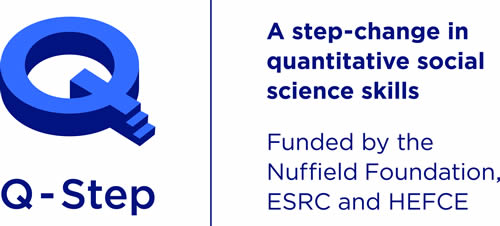 Q-Step
A step-change in
quantitative social
science skills
Funded by the
Nuffield Foundation,
ESRC and HEFCE